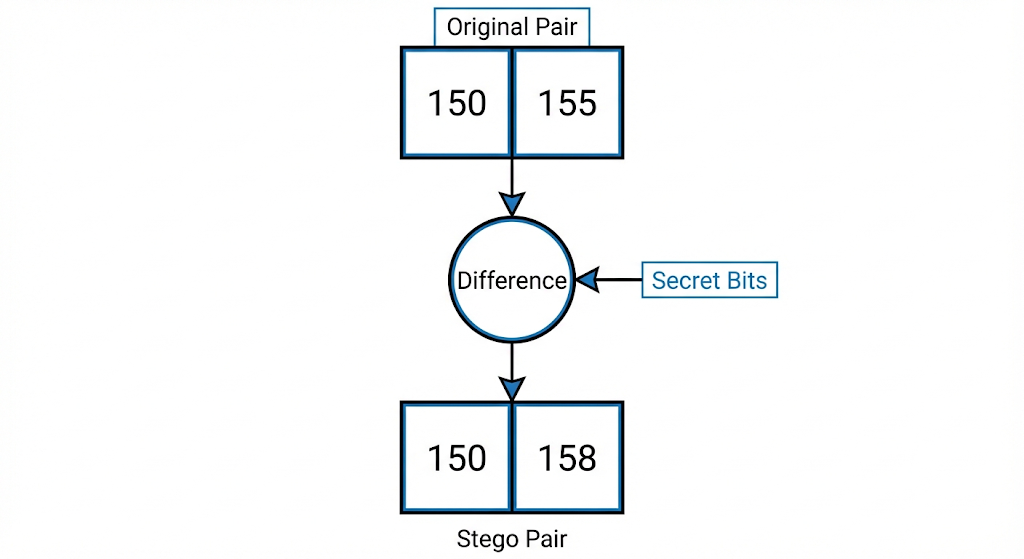 Original Pair
150 155
Difference
Secret Bits
150 158
Stego Pair